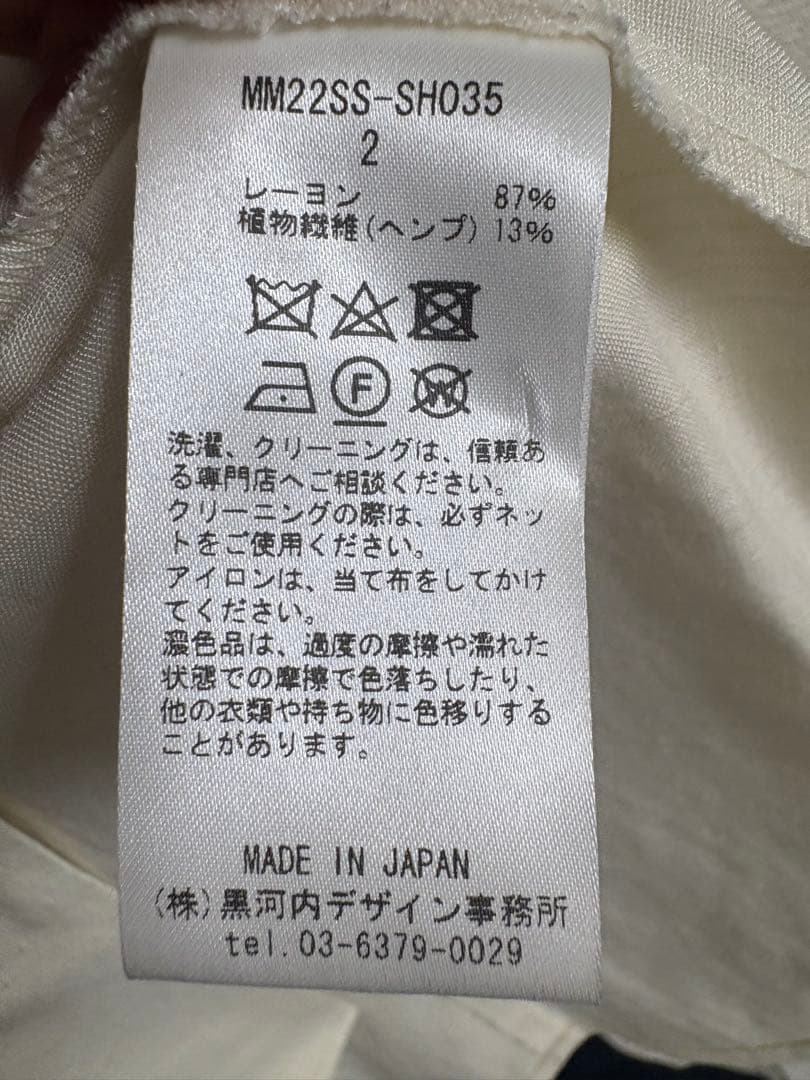 MM22SS-SH035
2
レーヨン 87%
植物繊維(ヘンプ) 13%
F
W
洗濯、クリーニングは、信頼あ
る専門店へご相談ください。
クリーニングの際は、必ずネッ
トをご使用ください。
アイロンは、当て布をしてかけ
てください。
濃色品は、過度の摩擦や濡れた
状態での摩擦で色落ちしたり、
他の衣類や持ち物に色移りする
ことがあります。
MADE IN JAPAN
(株)黒河内デザイン事務所
tel.03-6379-0029